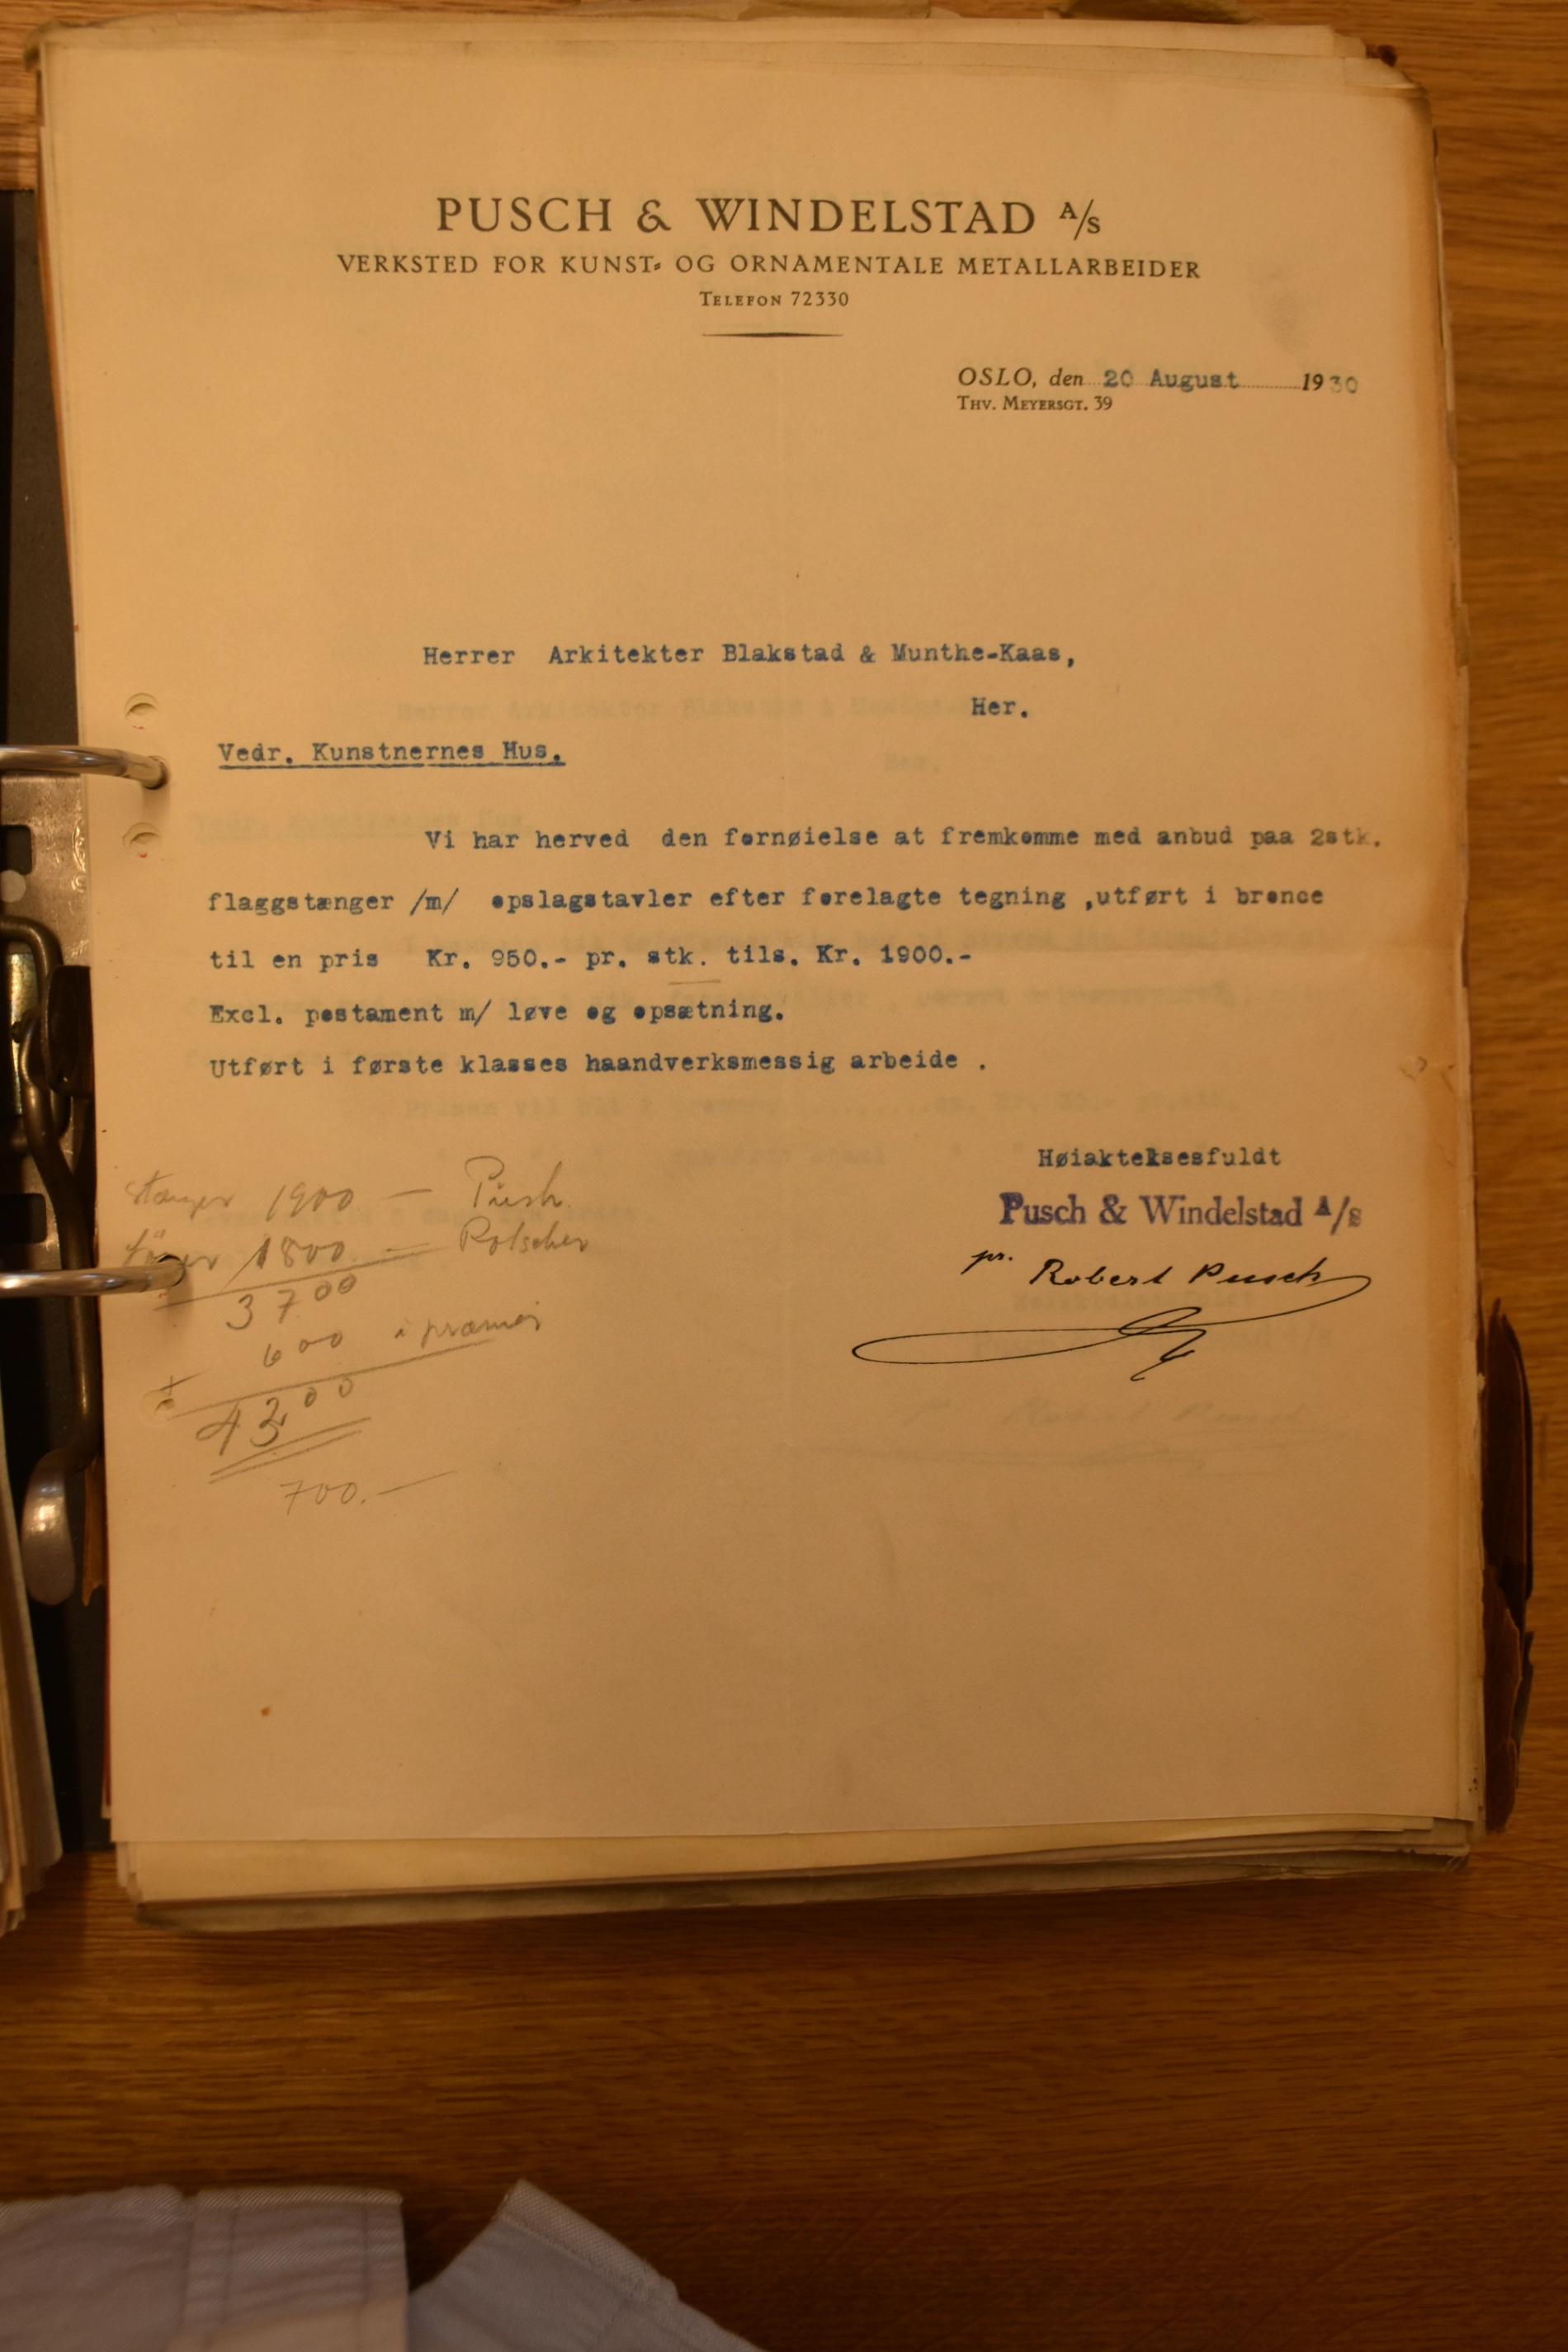 PUSCH & WINDELSTAD A/S
VERKSTED FOR KUNST= OG ORNAMENTALE METALLARBEIDER
TELEFON 72330
OSLO, den 20 August 1930
THV. MEYERSGT. 39
Herrer Arkitekter Blakstad & Munthe-Kaas,
Her.
Vedr. Kunstnernes Hus.
Vi har herved den fornøielse at fremkomme med anbud paa 2stk.
flaggstænger /m/ opslagstavler efter forelagte tegning ,utført i bronce
til en pris Kr. 950.- pr. stk. tils. Kr. 1900.-
Excl. postament m/ løve og opsætning.
Utført i første klasses haandverksmessig arbeide .
Høiaktelsesfuldt
Pusch & Windelstad A/s
pr. Robert Pusch
stænger 1900 — Pusch
1800 —
3700
600
+
4300
700.—